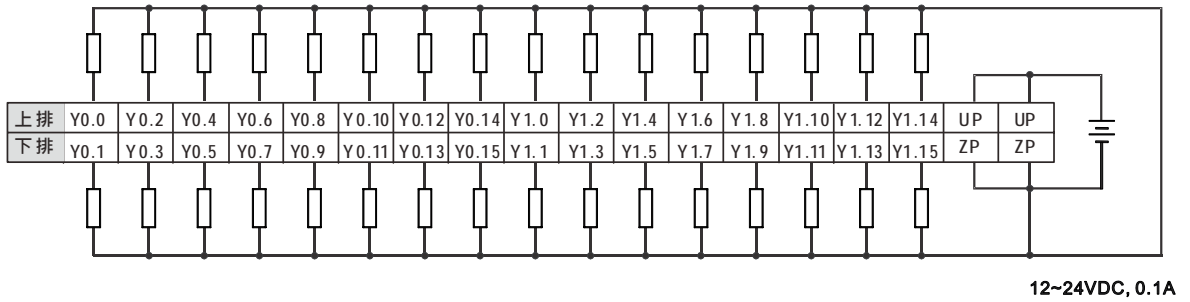 上排 Y0.0 Y0.2 Y0.4 Y0.6 Y0.8 Y0.10 Y0.12 Y0.14 Y1.0 Y1.2 Y1.4 Y1.6 Y1.8 Y1.10 Y1.12 Y1.14 UP UP
下排 Y0.1 Y0.3 Y0.5 Y0.7 Y0.9 Y0.11 Y0.13 Y0.15 Y1.1 Y1.3 Y1.5 Y1.7 Y1.9 Y1.11 Y1.13 Y1.15 ZP ZP
12~24VDC, 0.1A